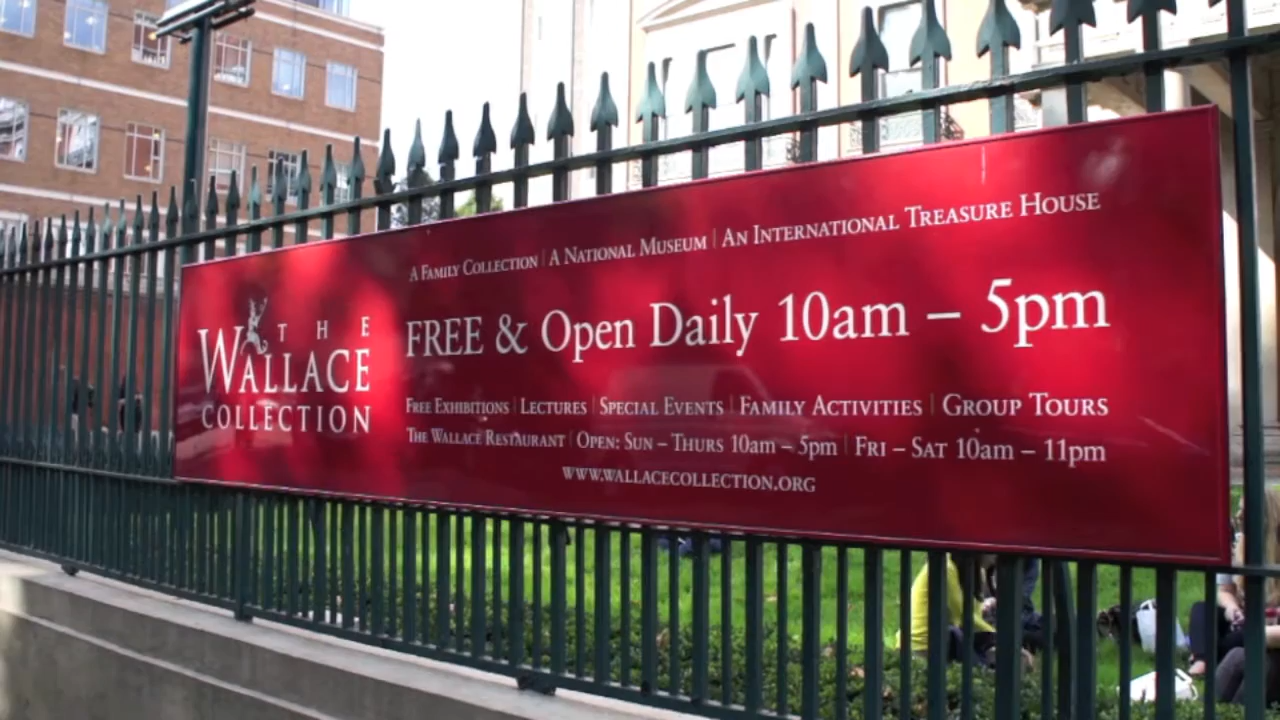 THE
WALLACE
COLLECTION
A FAMILY COLLECTION | A NATIONAL MUSEUM | AN INTERNATIONAL TREASURE HOUSE
FREE & Open Daily 10am – 5pm
FREE EXHIBITIONS | LECTURES | SPECIAL EVENTS | FAMILY ACTIVITIES | GROUP TOURS
THE WALLACE RESTAURANT | OPEN: SUN – THURS 10am – 5pm | FRI – SAT 10am – 11pm
WWW.WALLACECOLLECTION.ORG